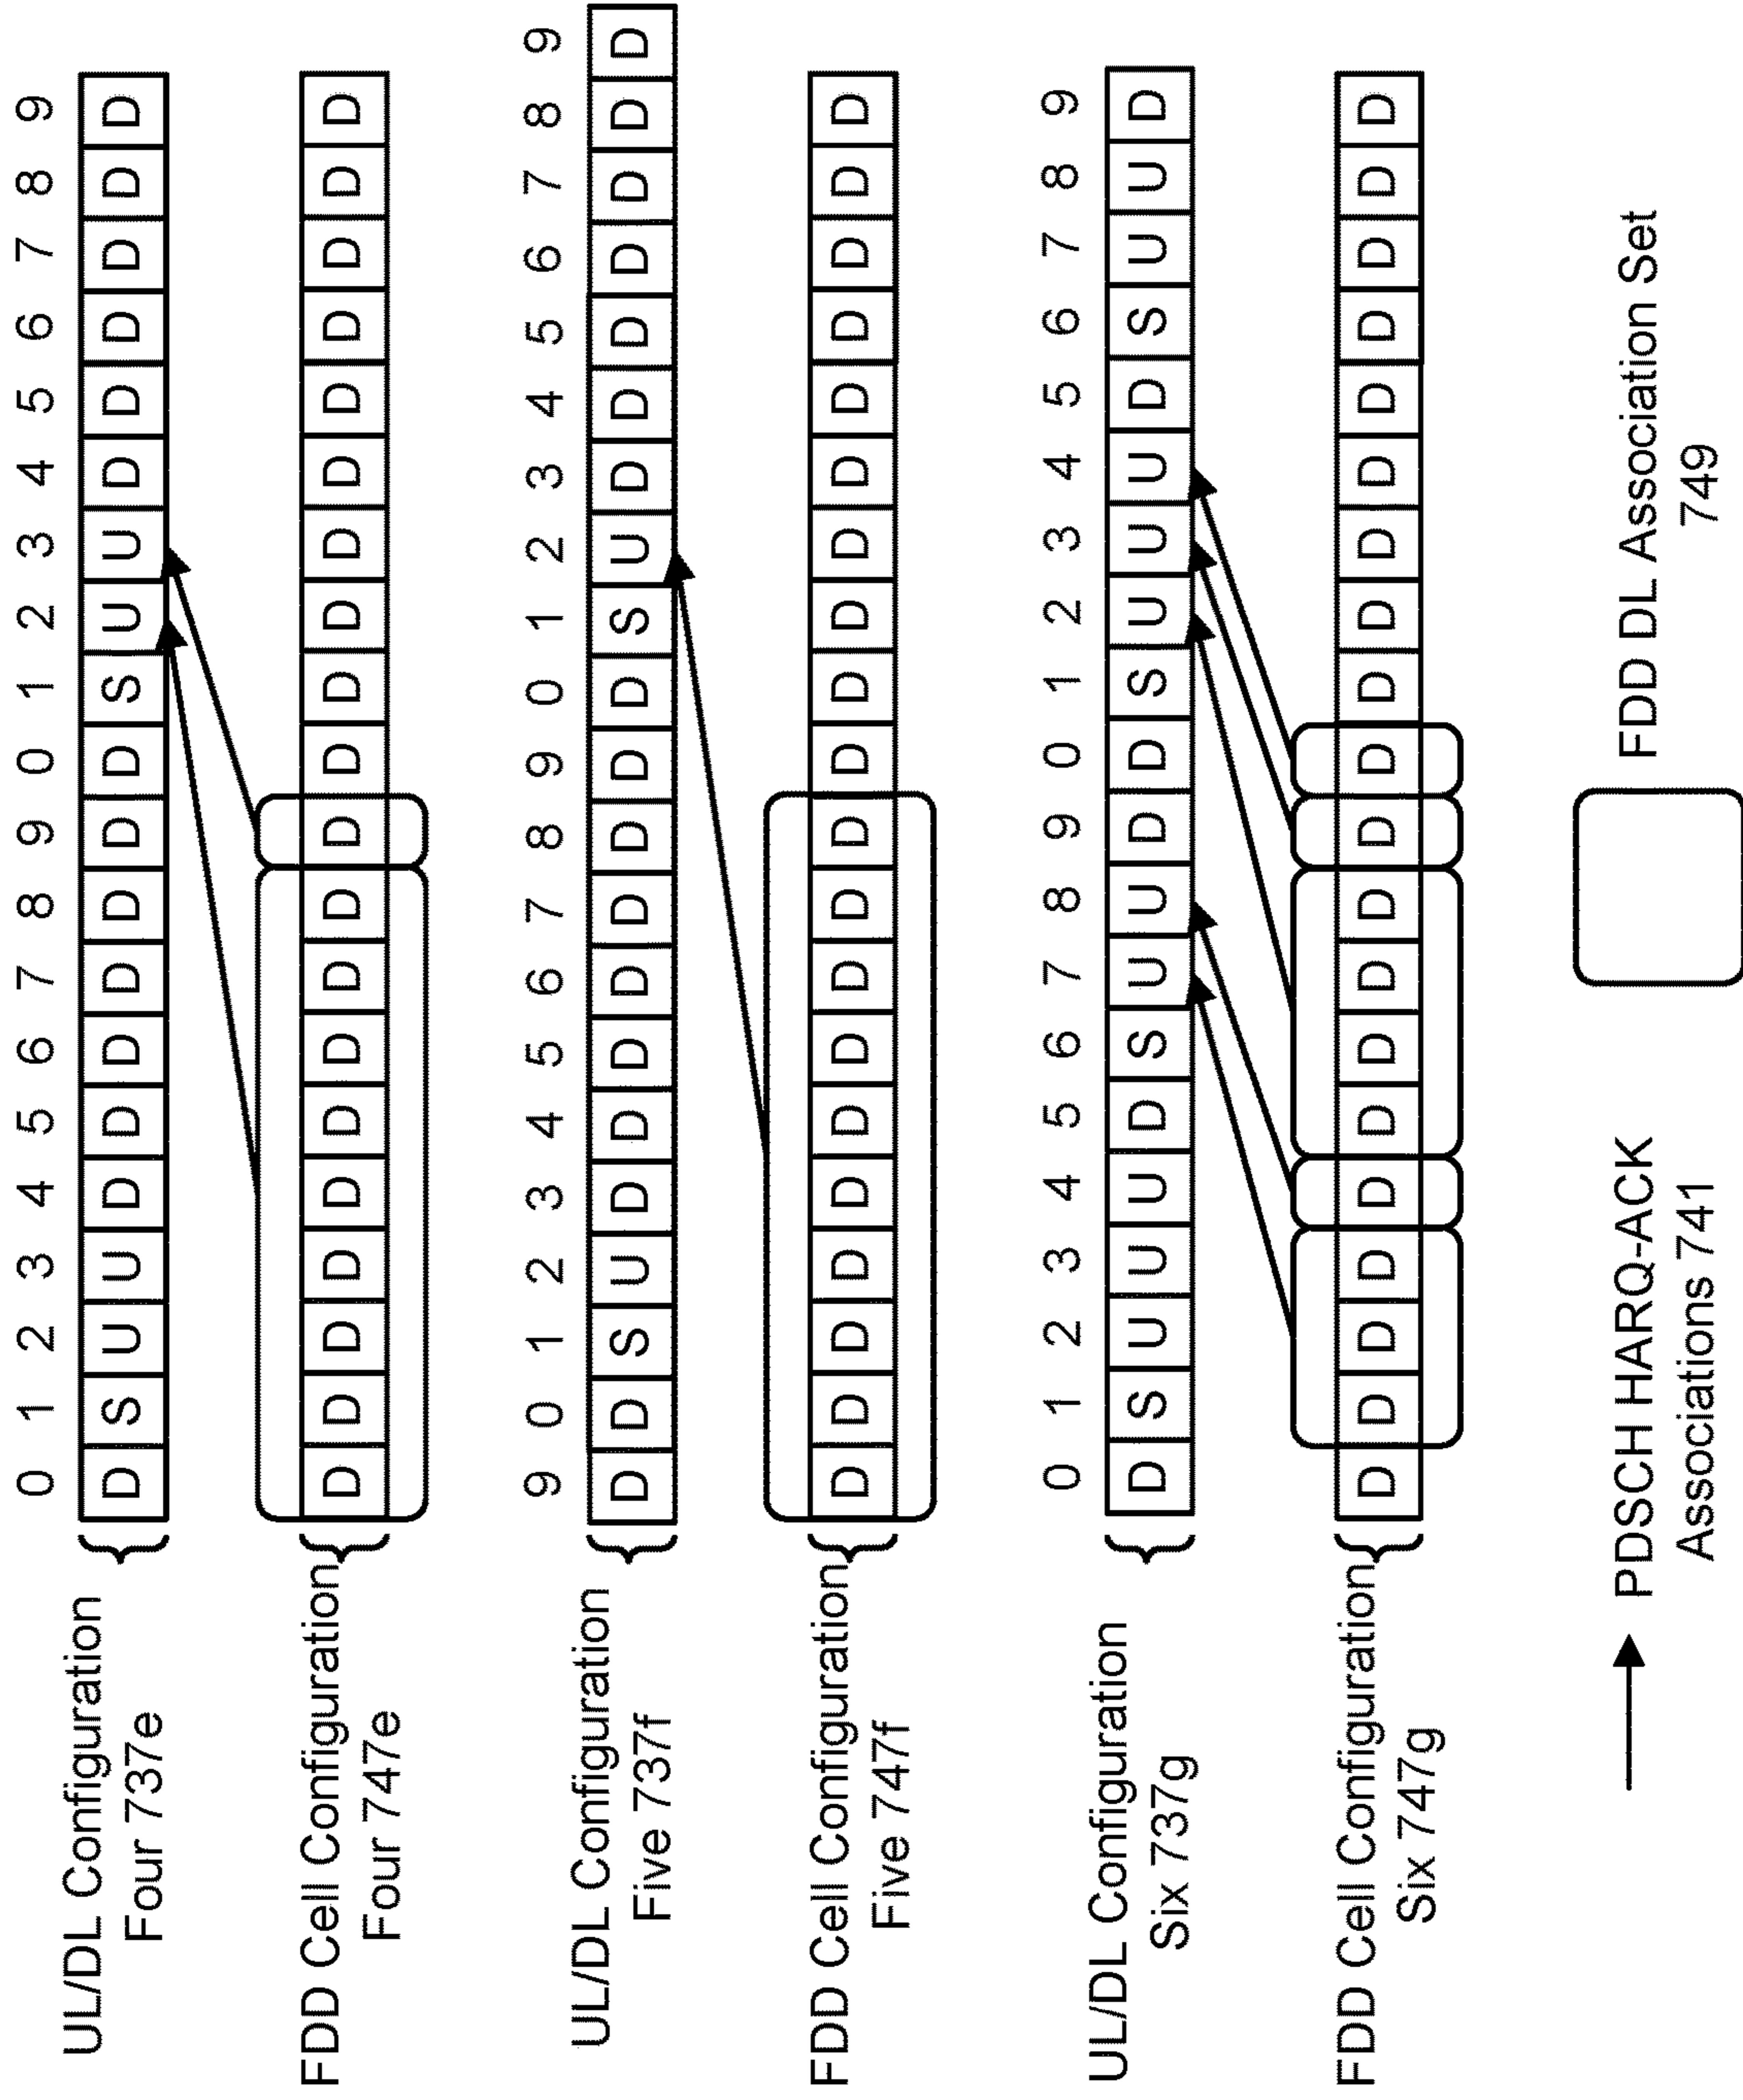 0 1 2 3 4 5 6 7 8 9 0 1 2 3 4 5 6 7 8 9
UL/DL Configuration
Four 737e
D S U U D D D D D D D S U U D D D D D D
FDD Cell Configuration
Four 747e
D D D D D D D D D D D D D D D D D D D D
9 0 1 2 3 4 5 6 7 8 9 0 1 2 3 4 5 6 7 8 9
UL/DL Configuration
Five 737f
D D S U D D D D D D D D S U D D D D D D D
FDD Cell Configuration
Five 747f
D D D D D D D D D D D D D D D D D D D D
0 1 2 3 4 5 6 7 8 9 0 1 2 3 4 5 6 7 8 9
UL/DL Configuration
Six 737g
D S U U U D S U U D D S U U U D S U U D
FDD Cell Configuration
Six 747g
D D D D D D D D D D D D D D D D D D D D
PDSCH HARQ-ACK
Associations 741
FDD DL Association Set
749